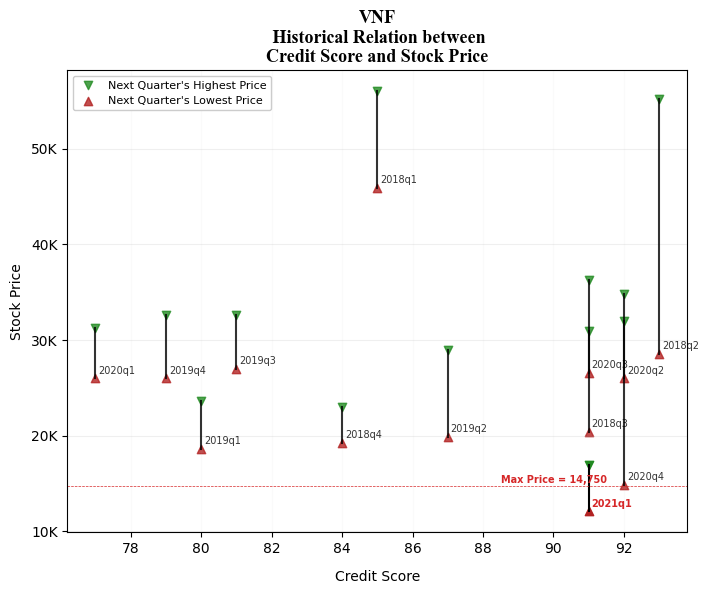 VNF
Historical Relation between
Credit Score and Stock Price
Next Quarter's Highest Price
Next Quarter's Lowest Price
50K
40K
30K
20K
10K
Stock Price
2018q1
2018q2
2019q3
2020q3
2020q1
2019q4
2020q2
2018q3
2019q2
2018q4
2019q1
2020q4
Max Price = 14,750
2021q1
78
80
82
84
86
88
90
92
Credit Score